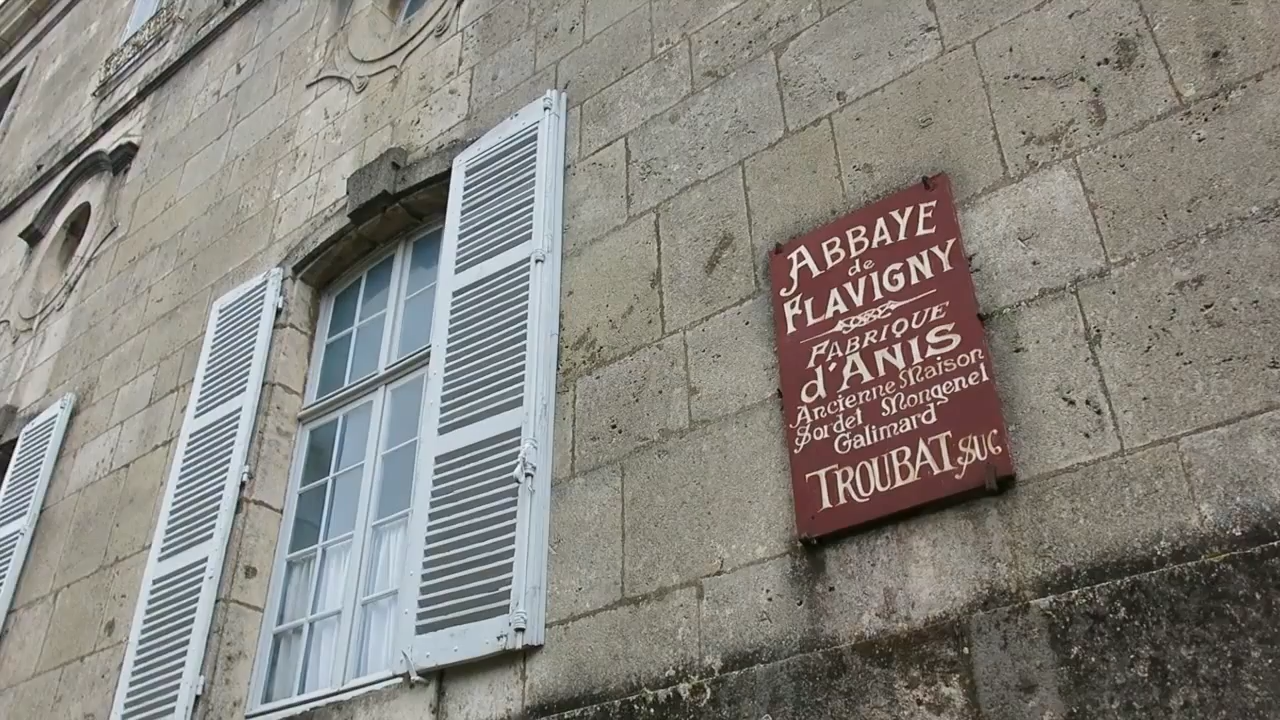 ABBAYE
de
FLAVIGNY
FABRIQUE
d'ANIS
Ancienne Maison
Sordet Mongenel
Galimard
TROUBAT SUC